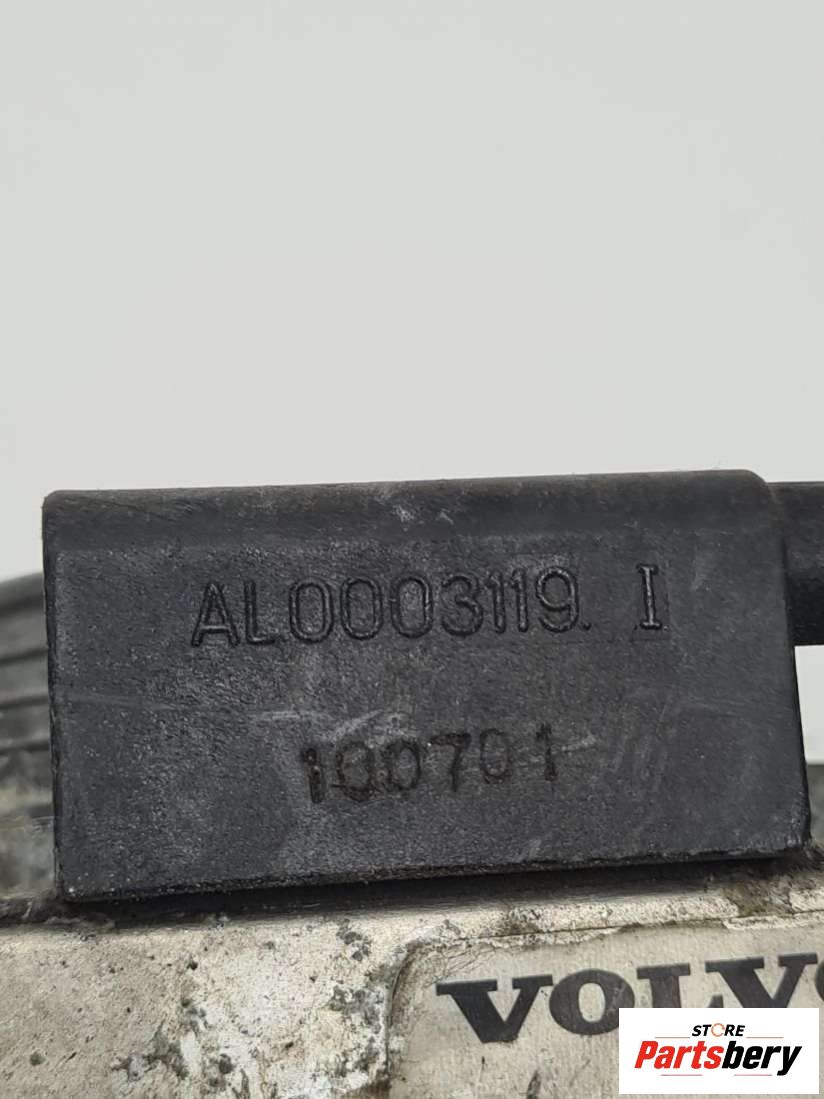 AL0003119. I
100701
VOLVO
STORE
Partsbery